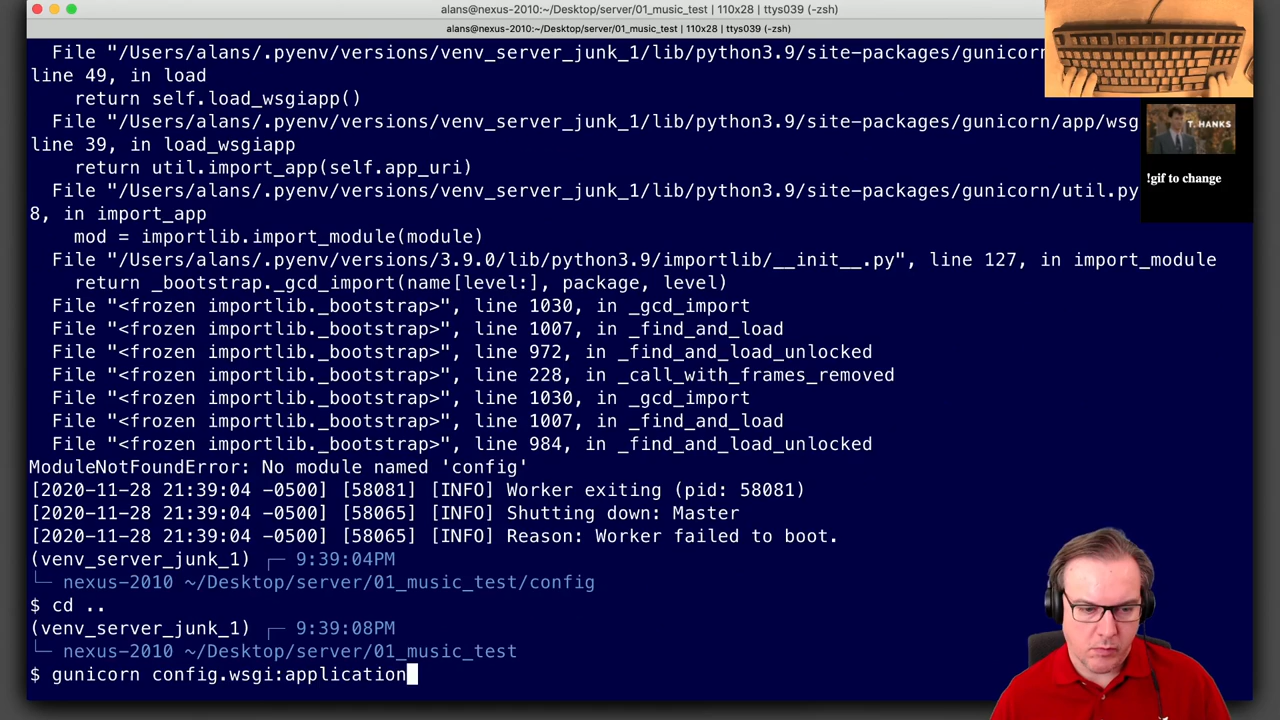 alans@nexus-2010:~/Desktop/server/01_music_test (-zsh)
alans@nexus-2010:~/Desktop/server/01_music_test | 110x28 | ttys039 (-zsh)
File "/Users/alans/.pyenv/versions/venv_server_junk_1/lib/python3.9/site-packages/gunicorn
line 49, in load
return self.load_wsgiapp()
File "/Users/alans/.pyenv/versions/venv_server_junk_1/lib/python3.9/site-packages/gunicorn/app/wsg
line 39, in load_wsgiapp
return util.import_app(self.app_uri)
File "/Users/alans/.pyenv/versions/venv_server_junk_1/lib/python3.9/site-packages/gunicorn/util.py
8, in import_app
mod = importlib.import_module(module)
File "/Users/alans/.pyenv/versions/3.9.0/lib/python3.9/importlib/__init__.py", line 127, in import_module
return _bootstrap._gcd_import(name[level:], package, level)
File "<frozen importlib._bootstrap>", line 1030, in _gcd_import
File "<frozen importlib._bootstrap>", line 1007, in _find_and_load
File "<frozen importlib._bootstrap>", line 972, in _find_and_load_unlocked
File "<frozen importlib._bootstrap>", line 228, in _call_with_frames_removed
File "<frozen importlib._bootstrap>", line 1030, in _gcd_import
File "<frozen importlib._bootstrap>", line 1007, in _find_and_load
File "<frozen importlib._bootstrap>", line 984, in _find_and_load_unlocked
ModuleNotFoundError: No module named 'config'
[2020-11-28 21:39:04 -0500] [58081] [INFO] Worker exiting (pid: 58081)
[2020-11-28 21:39:04 -0500] [58065] [INFO] Shutting down: Master
[2020-11-28 21:39:04 -0500] [58065] [INFO] Reason: Worker failed to boot.
(venv_server_junk_1) ┌─ 9:39:04PM
└─ nexus-2010 ~/Desktop/server/01_music_test/config
$ cd ..
(venv_server_junk_1) ┌─ 9:39:08PM
└─ nexus-2010 ~/Desktop/server/01_music_test
$ gunicorn config.wsgi:application
T. HANKS
!gif to change